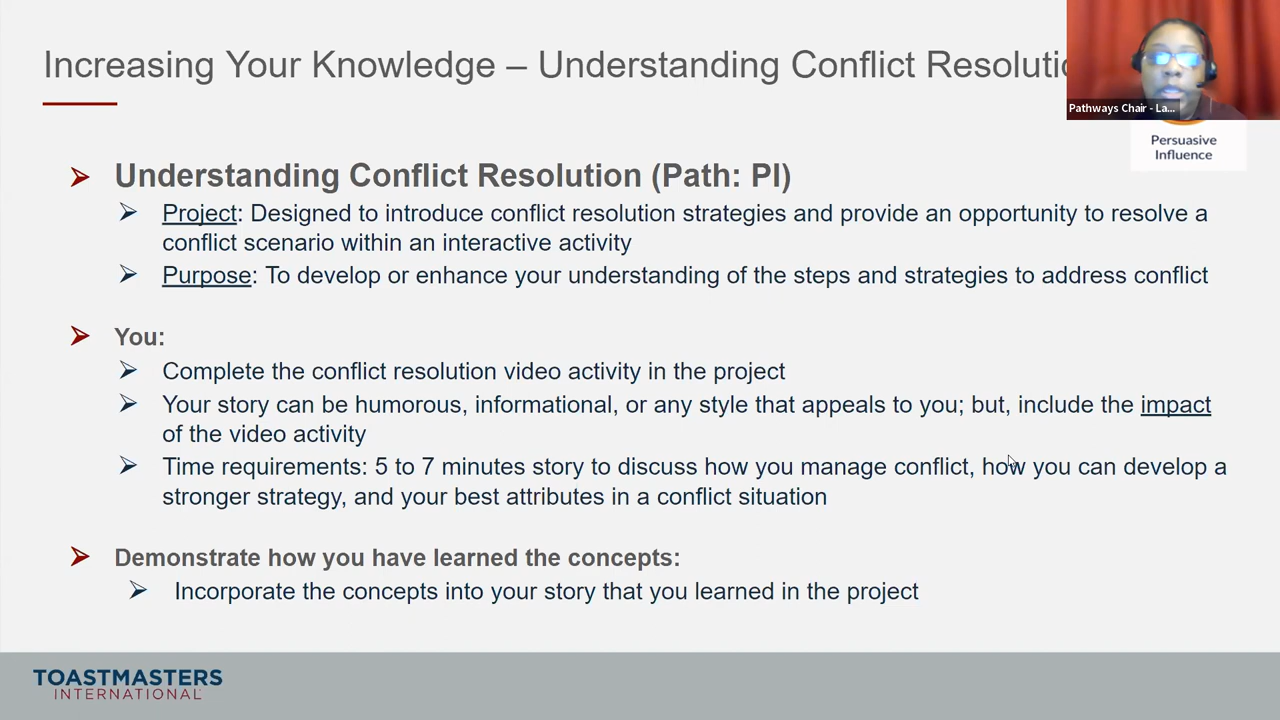 Increasing Your Knowledge – Understanding Conflict Resolutio
Pathways Chair - La...
Persuasive
Influence
Understanding Conflict Resolution (Path: PI)
Project: Designed to introduce conflict resolution strategies and provide an opportunity to resolve a
conflict scenario within an interactive activity
Purpose: To develop or enhance your understanding of the steps and strategies to address conflict
You:
Complete the conflict resolution video activity in the project
Your story can be humorous, informational, or any style that appeals to you; but, include the impact
of the video activity
Time requirements: 5 to 7 minutes story to discuss how you manage conflict, how you can develop a
stronger strategy, and your best attributes in a conflict situation
Demonstrate how you have learned the concepts:
Incorporate the concepts into your story that you learned in the project
TOASTMASTERS
INTERNATIONAL